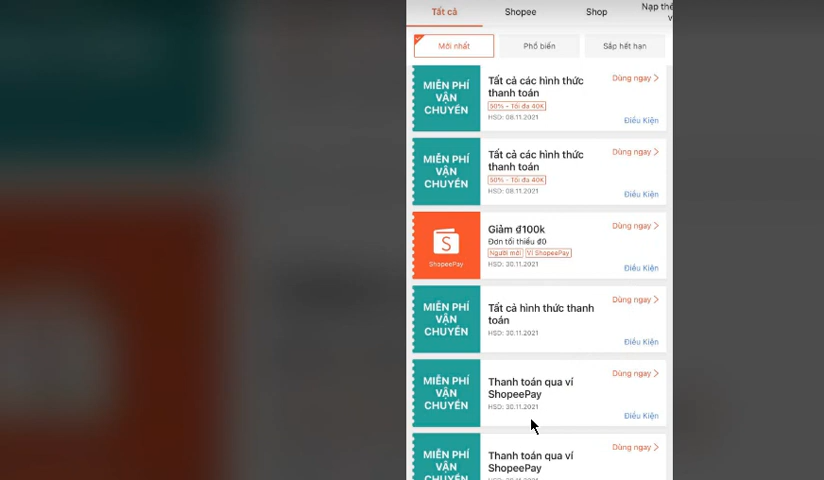 Tất cả
Shopee
Shop
Mới nhất
Phổ biến
Sắp hết hạn
MIỄN PHÍ
VẬN
CHUYỂN
Tất cả các hình thức
thanh toán
50% - Tối đa 40K
HSD: 08.11.2021
Dùng ngay
Điều Kiện
MIỄN PHÍ
VẬN
CHUYỂN
Tất cả các hình thức
thanh toán
50% - Tối đa 40K
HSD: 08.11.2021
Dùng ngay
Điều Kiện
S
ShopeePay
Giảm ₫100k
Đơn tối thiểu ₫0
Người mới Ví ShopeePay
HSD: 30.11.2021
Dùng ngay
Điều Kiện
MIỄN PHÍ
VẬN
CHUYỂN
Tất cả hình thức thanh
toán
HSD: 30.11.2021
Dùng ngay
Điều Kiện
MIỄN PHÍ
VẬN
CHUYỂN
Thanh toán qua ví
ShopeePay
HSD: 30.11.2021
Dùng ngay
Điều Kiện
MIỄN PHÍ
VẬN
CHUYỂN
Thanh toán qua ví
ShopeePay
Dùng ngay